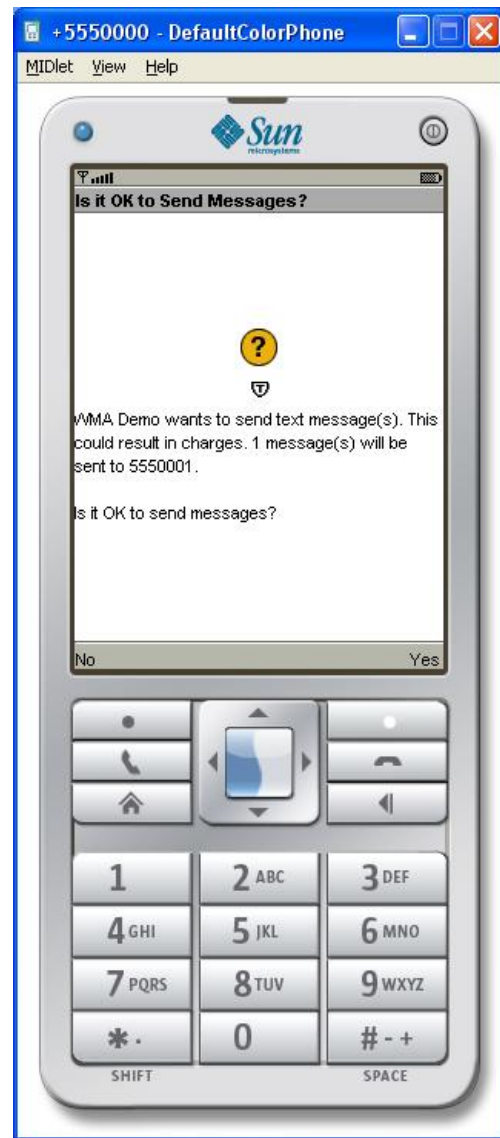 +5550000 - DefaultColorPhone
MIDlet View Help
Sun
microsystems
Is it OK to Send Messages?
?
T
WMA Demo wants to send text message(s). This
could result in charges. 1 message(s) will be
sent to 5550001.
Is it OK to send messages?
No Yes
1 2 ABC 3 DEF
4 GHI 5 JKL 6 MNO
7 PQRS 8 TUV 9 WXYZ
* . 0 # - +
SHIFT SPACE